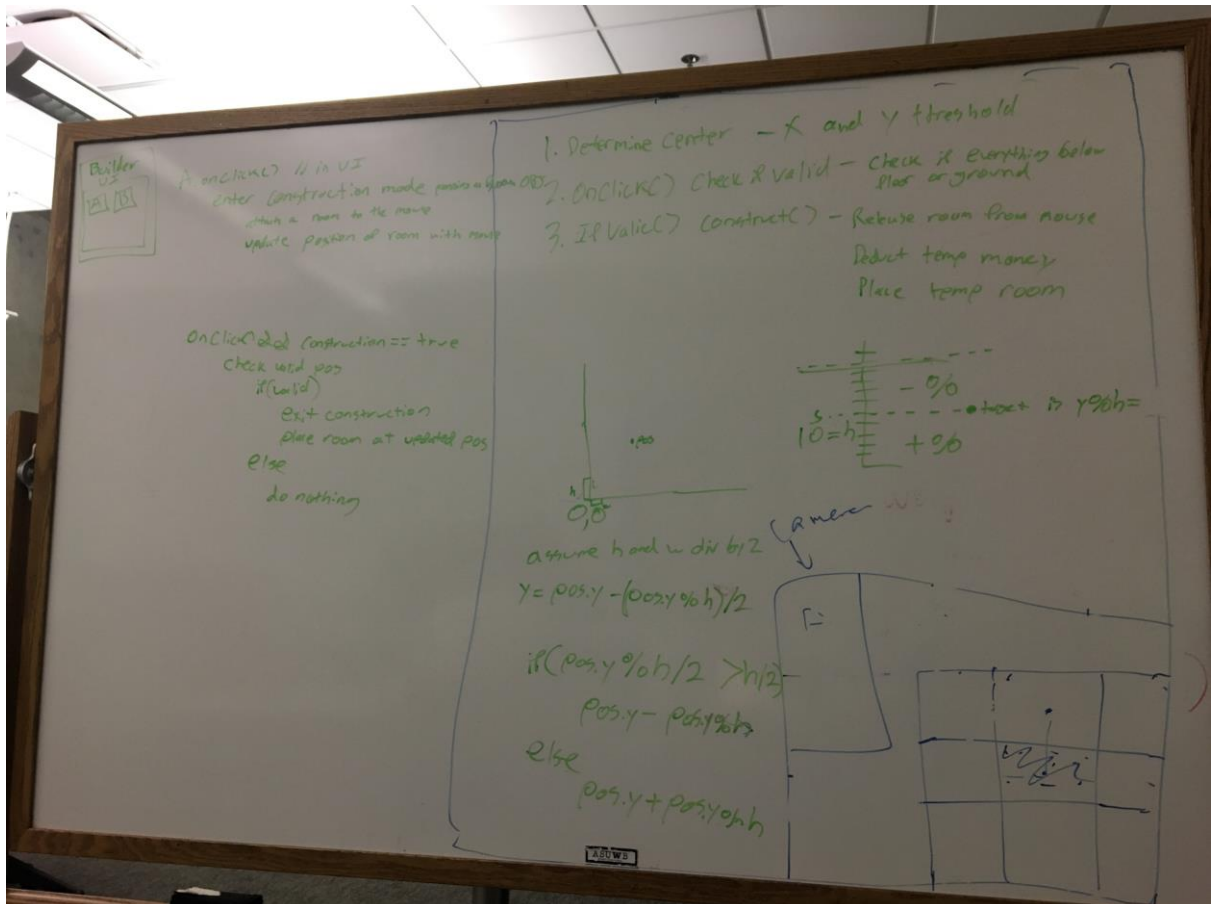 Builder
UI
A
B
A onclick() // in UI
enter construction mode
attach a room to the mouse
update position of room with mouse
OnClick() && construction == true
check valid pos
if(valid)
exit construction
place room at updated pos
else
do nothing
1. Determine Center - X and Y threshold
2. OnClick() Check if valid - Check if everything below
floor or ground
3. If Valid() Construct() - Release room from mouse
Deduct temp money
Place temp room
.pos
h
0,0
- %
5
10=h
+ %
is y%h=
assume h and w div by 2
y = pos.y - (pos.y % h)/2
if(pos.y % h/2 > h/2)
pos.y - pos.y%h
else
pos.y + pos.y%h
Camera
ASUWB